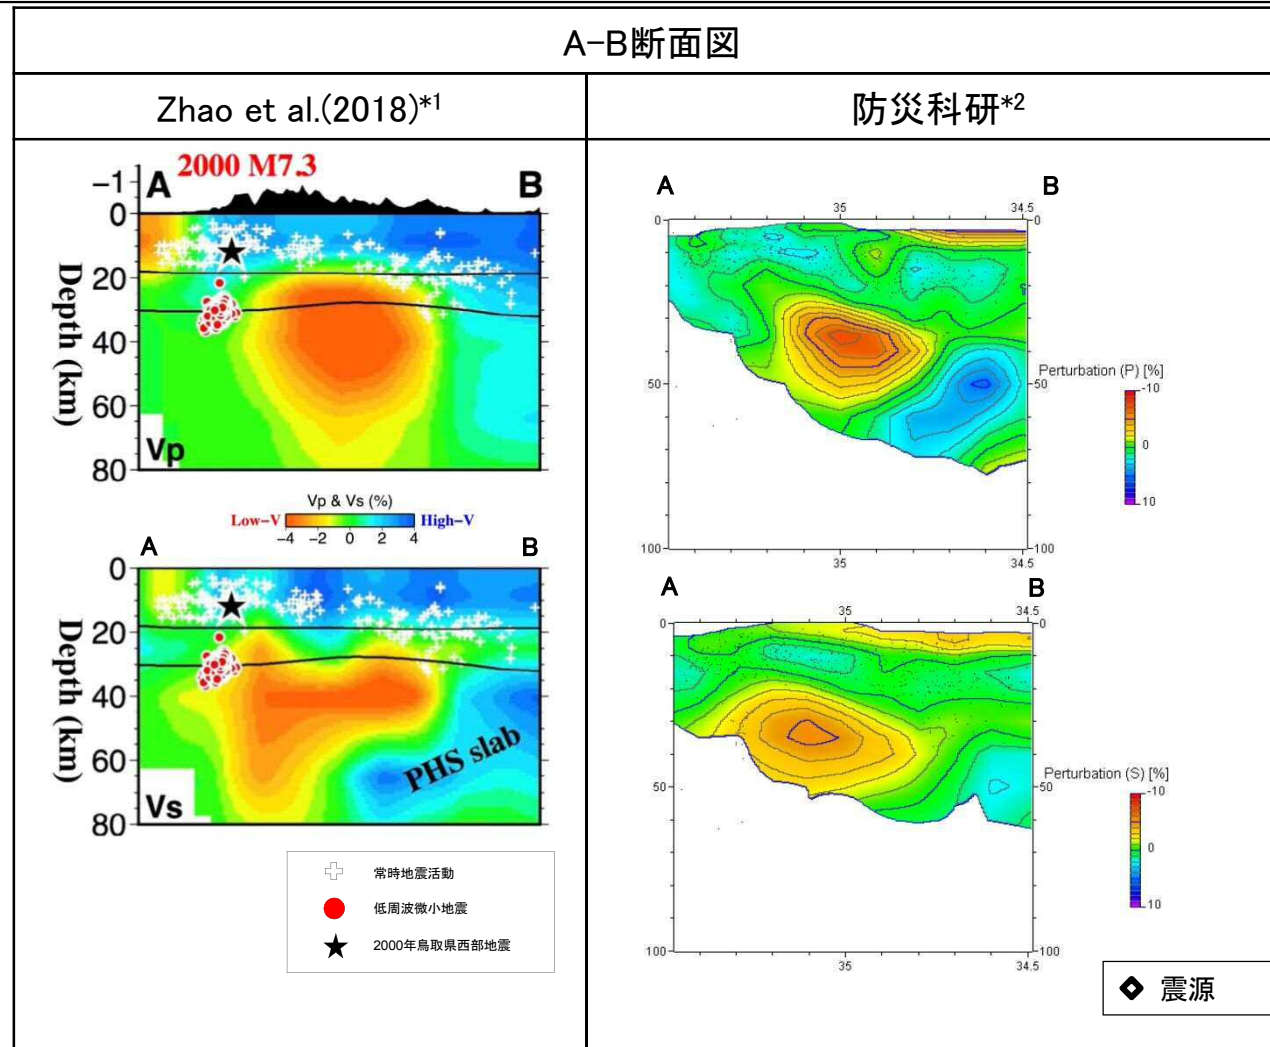 A-B断面図
Zhao et al.(2018)*1
防災科研*2
2000 M7.3
A
B
-1
0
20
40
60
80
Depth (km)
Vp
Vp & Vs (%)
Low-V
High-V
-4 -2 0 2 4
A
B
0
20
40
60
80
Depth (km)
PHS slab
Vs
常時地震活動
低周波微小地震
2000年鳥取県西部地震
A
B
35
34.5
0
0
50
50
100
100
35
34.5
Perturbation (P) [%]
-10
0
10
A
B
35
34.5
0
0
50
50
100
100
35
34.5
Perturbation (S) [%]
-10
0
10
震源